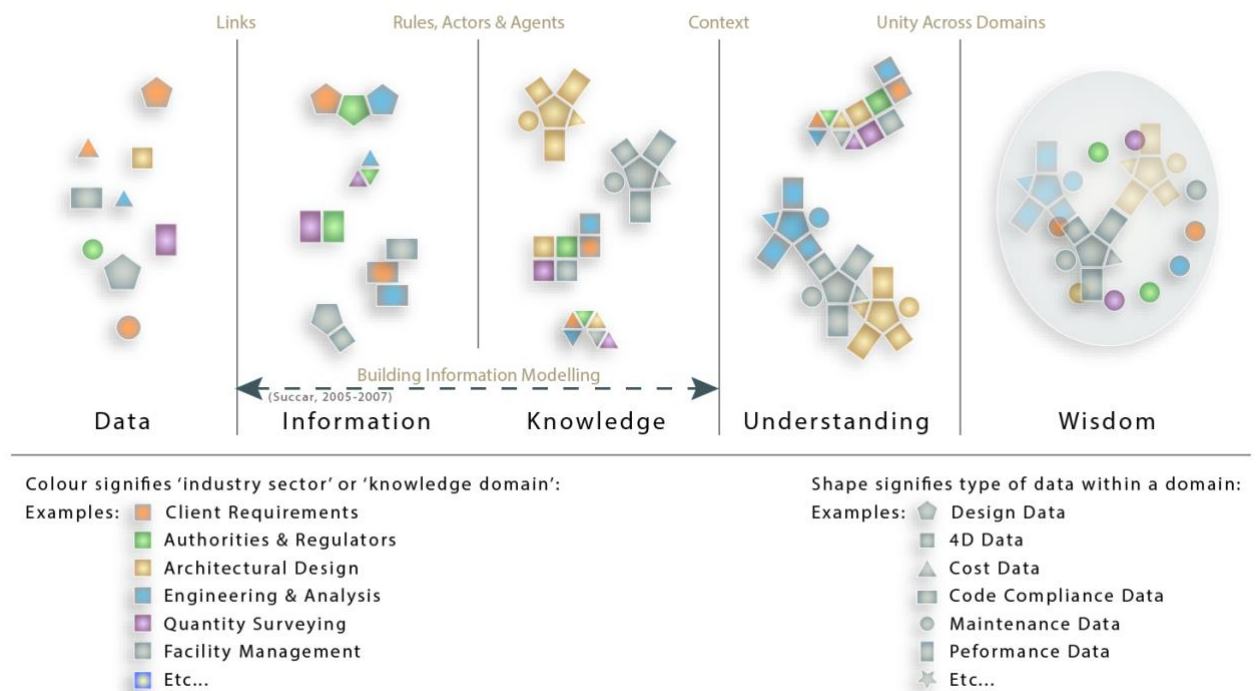 Links
Rules, Actors & Agents
Context
Unity Across Domains
Building Information Modelling
(Succar, 2005-2007)
Data
Information
Knowledge
Understanding
Wisdom
Colour signifies ‘industry sector’ or ‘knowledge domain’:
Examples:
Client Requirements
Authorities & Regulators
Architectural Design
Engineering & Analysis
Quantity Surveying
Facility Management
Etc...
Shape signifies type of data within a domain:
Examples:
Design Data
4D Data
Cost Data
Code Compliance Data
Maintenance Data
Peformance Data
Etc...